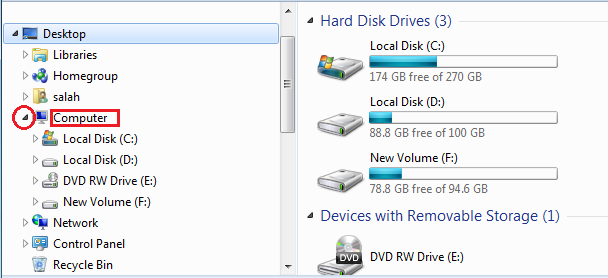 Desktop
Libraries
Homegroup
salah
Computer
Local Disk (C:)
Local Disk (D:)
DVD RW Drive (E:)
New Volume (F:)
Network
Control Panel
Recycle Bin
Hard Disk Drives (3)
Local Disk (C:)
174 GB free of 270 GB
Local Disk (D:)
88.8 GB free of 100 GB
New Volume (F:)
78.8 GB free of 94.6 GB
Devices with Removable Storage (1)
DVD
DVD RW Drive (E:)